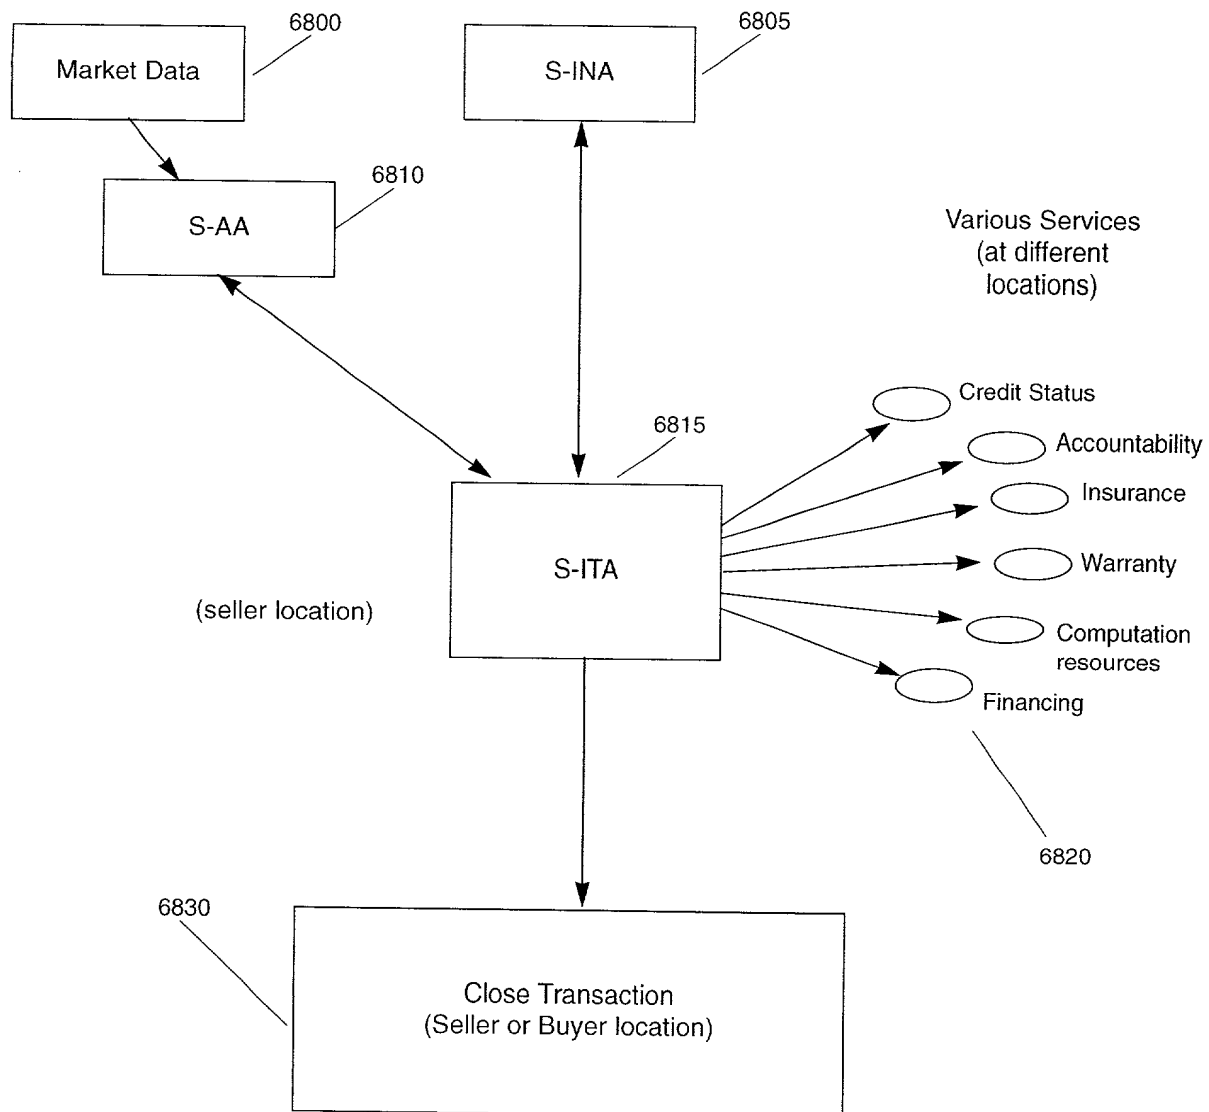 6800
6805
Market Data
S-INA
6810
S-AA
Various Services
(at different
locations)
Credit Status
6815
Accountability
Insurance
S-ITA
Warranty
(seller location)
Computation
resources
Financing
6820
6830
Close Transaction
(Seller or Buyer location)